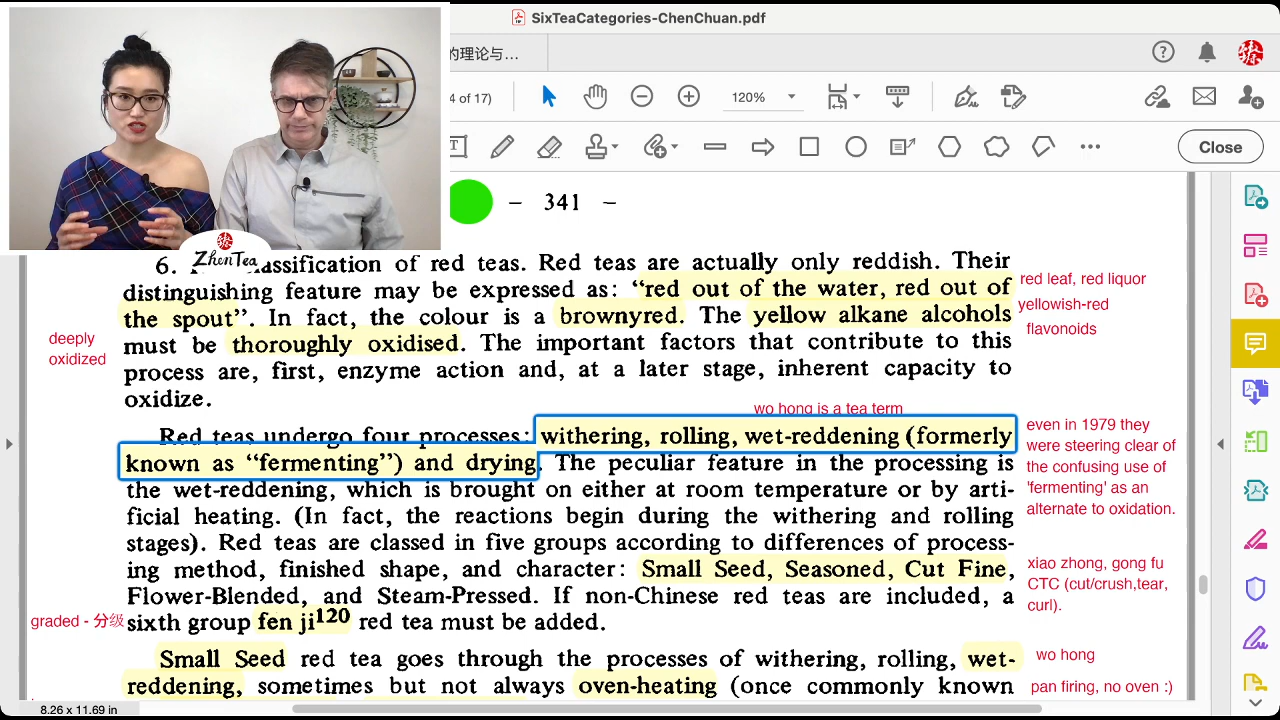 SixTeaCategories-ChenChuan.pdf
的理论与...
4 of 17)
120%
Close
Zhen Tea
– 341 –
assification of red teas. Red teas are actually only reddish. Their
distinguishing feature may be expressed as: “red out of the water, red out of
the spout”. In fact, the colour is a brownyred. The yellow alkane alcohols
must be thoroughly oxidised. The important factors that contribute to this
process are, first, enzyme action and, at a later stage, inherent capacity to
oxidize.
red leaf, red liquor
yellowish-red
flavonoids
deeply
oxidized
wo hong is a tea term
Red teas undergo four processes: withering, rolling, wet-reddening (formerly
known as “fermenting”) and drying. The peculiar feature in the processing is
the wet-reddening, which is brought on either at room temperature or by arti-
ficial heating. (In fact, the reactions begin during the withering and rolling
stages). Red teas are classed in five groups according to differences of process-
ing method, finished shape, and character: Small Seed, Seasoned, Cut Fine,
Flower-Blended, and Steam-Pressed. If non-Chinese red teas are included, a
sixth group fen ji120 red tea must be added.
even in 1979 they
were steering clear of
the confusing use of
'fermenting' as an
alternate to oxidation.
xiao zhong, gong fu
CTC (cut/crush,tear,
curl).
graded - 分级
Small Seed red tea goes through the processes of withering, rolling, wet-
reddening, sometimes but not always oven-heating (once commonly known
wo hong
pan firing, no oven :)
8.26 x 11.69 in